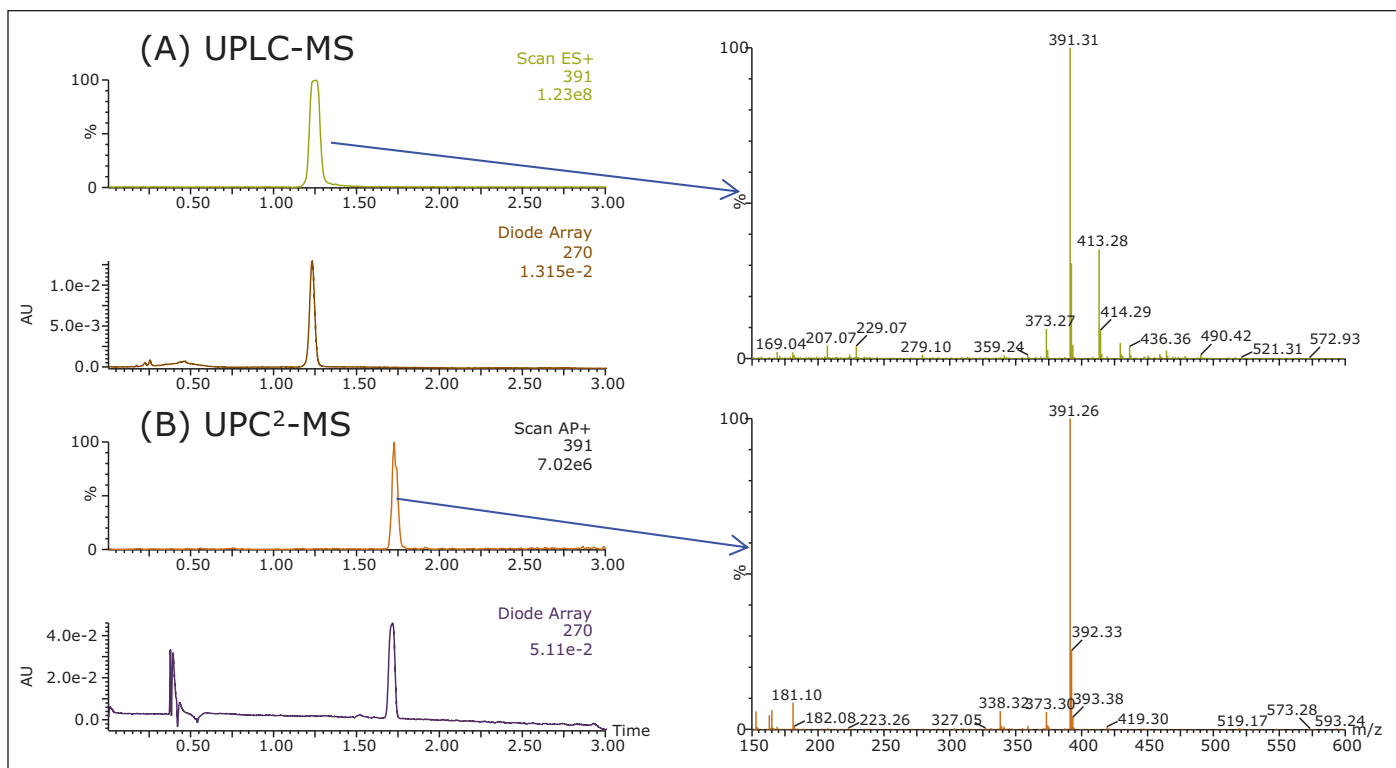 (A) UPLC-MS
Scan ES+
391
1.23e8
100
%
0
0.50 1.00 1.50 2.00 2.50 3.00
Diode Array
270
1.315e-2
1.0e-2
5.0e-3
0.0
AU
0.50 1.00 1.50 2.00 2.50 3.00
100
%
0
391.31
413.28
414.29
373.27
169.04
207.07
229.07
279.10
359.24
436.36
490.42
521.31
572.93
(B) UPC²-MS
Scan AP+
391
7.02e6
100
%
0
0.50 1.00 1.50 2.00 2.50 3.00
Diode Array
270
5.11e-2
4.0e-2
2.0e-2
0.0
AU
Time
0.50 1.00 1.50 2.00 2.50 3.00
100
%
0
391.26
392.33
181.10
182.08
223.26
327.05
338.32
373.30
393.38
419.30
519.17
573.28
593.24
m/z
150 200 250 300 350 400 450 500 550 600